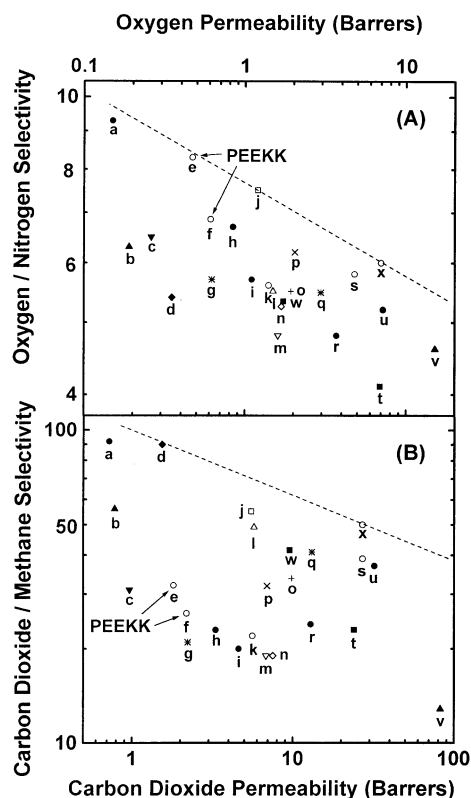 Oxygen Permeability (Barrers)
0.1 1 10
Oxygen / Nitrogen Selectivity
10
8
6
4
(A)
a
PEEKK
e
j
f
h
b
c
p
x
s
i
g
k
l
o
q
d
w
n
u
m
r
v
t
Carbon Dioxide / Methane Selectivity
100
50
10
(B)
a
d
j
b
l
x
w
q
s
u
c
e
o
p
PEEKK
f
g
h
k
r
t
i
m
n
v
1 10 100
Carbon Dioxide Permeability (Barrers)